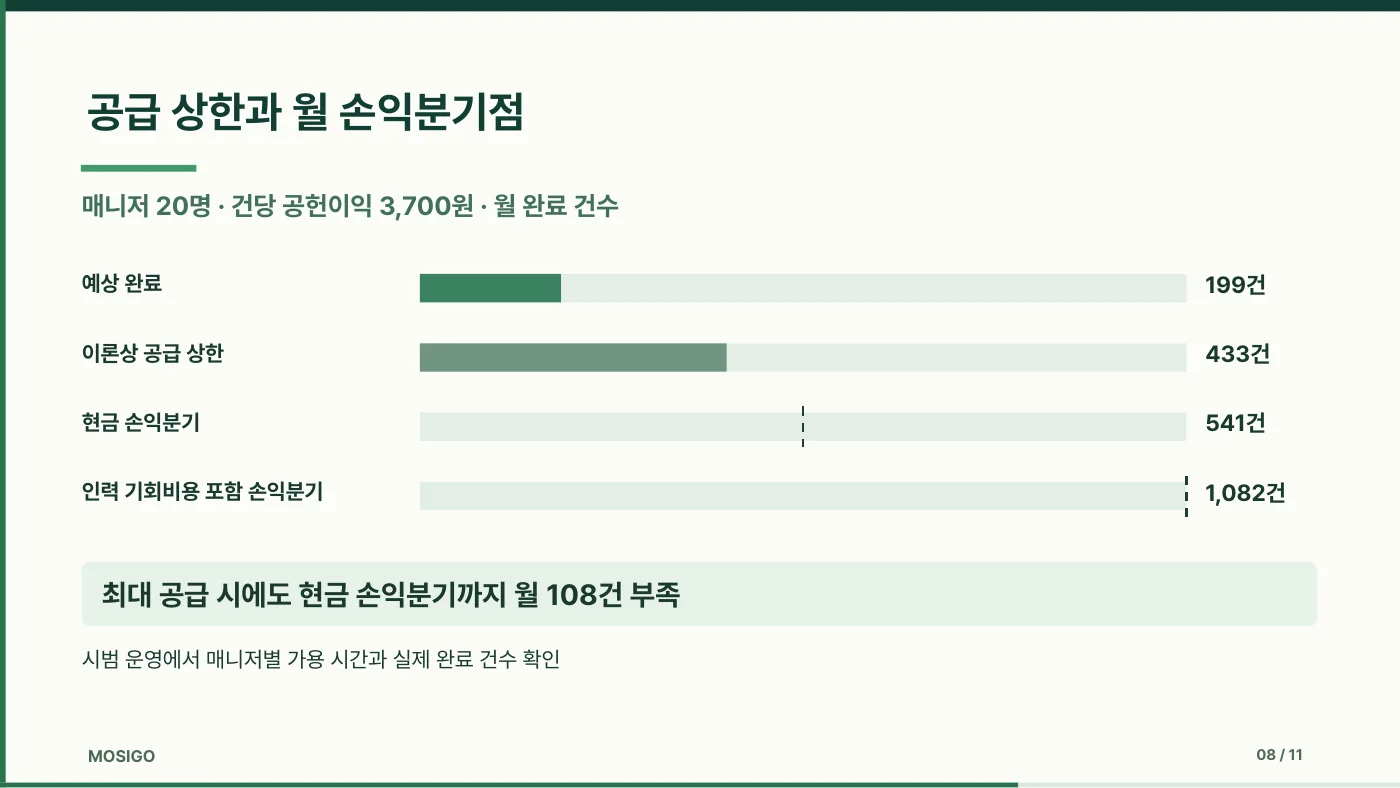 공급 상한과 월 손익분기점
매니저 20명 · 건당 공헌이익 3,700원 · 월 완료 건수
예상 완료
199건
이론상 공급 상한
433건
현금 손익분기
541건
인력 기회비용 포함 손익분기
1,082건
최대 공급 시에도 현금 손익분기까지 월 108건 부족
시범 운영에서 매니저별 가용 시간과 실제 완료 건수 확인
MOSIGO
08 / 11